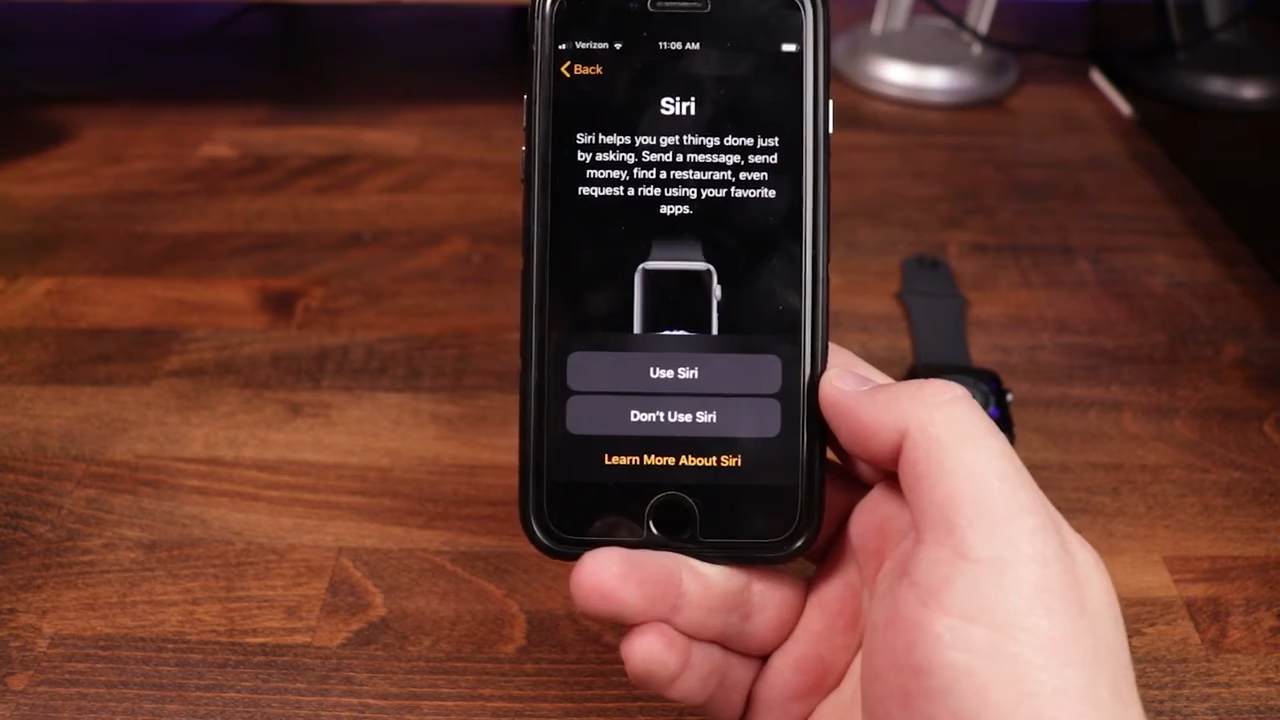 Verizon 11:06 AM
Back
Siri
Siri helps you get things done just
by asking. Send a message, send
money, find a restaurant, even
request a ride using your favorite
apps.
Use Siri
Don't Use Siri
Learn More About Siri